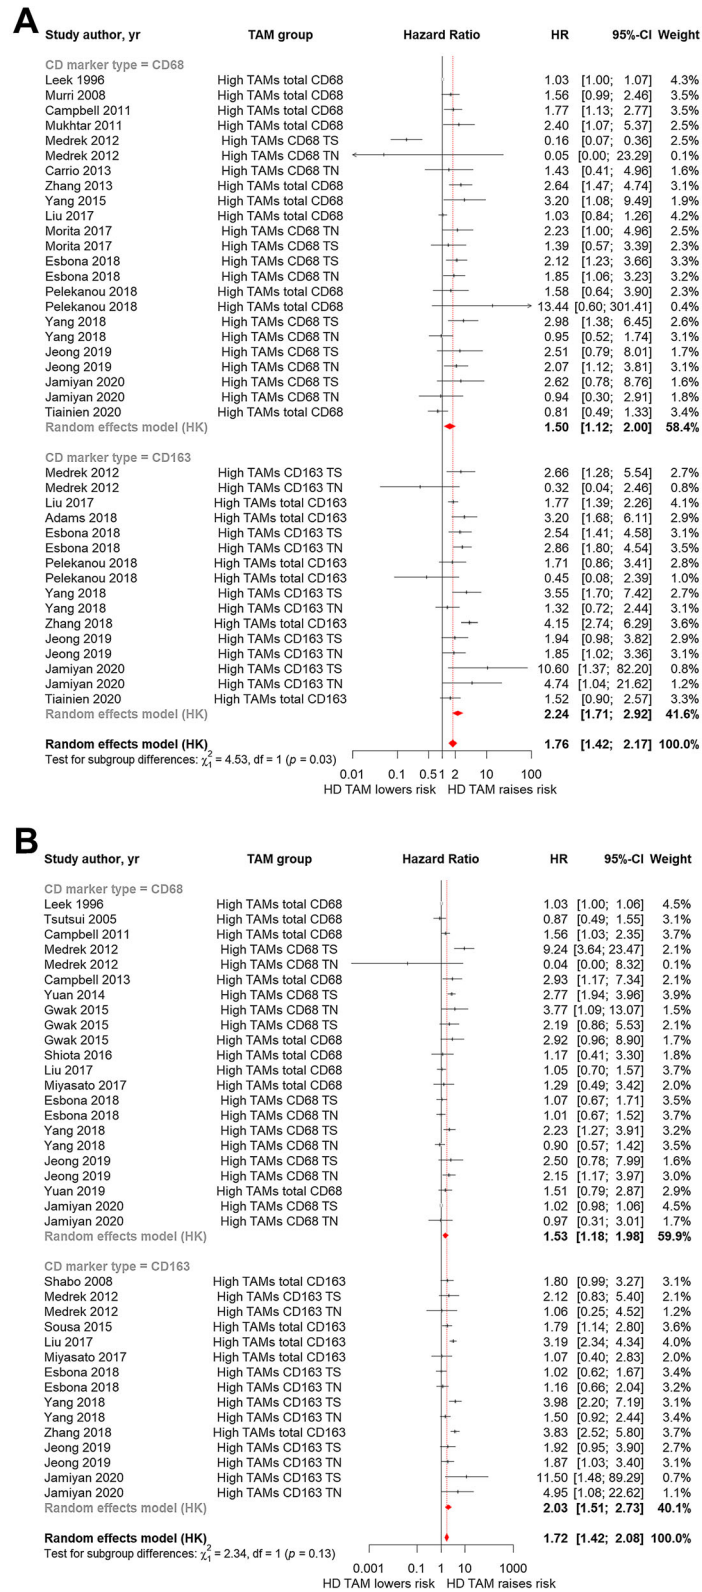 A
Study author, yr TAM group Hazard Ratio HR 95%-CI Weight
CD marker type = CD68
Leek 1996 High TAMs total CD68 1.03 [1.00; 1.07] 4.3%
Murri 2008 High TAMs total CD68 1.56 [0.99; 2.46] 3.5%
Campbell 2011 High TAMs total CD68 1.77 [1.13; 2.77] 3.5%
Mukhtar 2011 High TAMs total CD68 2.40 [1.07; 5.37] 2.5%
Medrek 2012 High TAMs CD68 TS 0.16 [0.07; 0.36] 2.5%
Medrek 2012 High TAMs CD68 TN 0.05 [0.00; 23.29] 0.1%
Carrio 2013 High TAMs CD68 TN 1.43 [0.41; 4.96] 1.6%
Zhang 2013 High TAMs total CD68 2.64 [1.47; 4.74] 3.1%
Yang 2015 High TAMs total CD68 3.20 [1.08; 9.49] 1.9%
Liu 2017 High TAMs total CD68 1.03 [0.84; 1.26] 4.2%
Morita 2017 High TAMs CD68 TN 2.23 [1.00; 4.96] 2.5%
Morita 2017 High TAMs CD68 TS 1.39 [0.57; 3.39] 2.3%
Esbona 2018 High TAMs CD68 TS 2.12 [1.23; 3.66] 3.3%
Esbona 2018 High TAMs CD68 TN 1.85 [1.06; 3.23] 3.2%
Pelekanou 2018 High TAMs total CD68 1.58 [0.64; 3.90] 2.3%
Pelekanou 2018 High TAMs total CD68 13.44 [0.60; 301.41] 0.4%
Yang 2018 High TAMs CD68 TS 2.98 [1.38; 6.45] 2.6%
Yang 2018 High TAMs CD68 TN 0.95 [0.52; 1.74] 3.1%
Jeong 2019 High TAMs CD68 TS 2.51 [0.79; 8.01] 1.7%
Jeong 2019 High TAMs CD68 TN 2.07 [1.12; 3.81] 3.1%
Jamiyan 2020 High TAMs CD68 TS 2.62 [0.78; 8.76] 1.6%
Jamiyan 2020 High TAMs CD68 TN 0.94 [0.30; 2.91] 1.8%
Tiainien 2020 High TAMs total CD68 0.81 [0.49; 1.33] 3.4%
Random effects model (HK) 1.50 [1.12; 2.00] 58.4%
CD marker type = CD163
Medrek 2012 High TAMs CD163 TS 2.66 [1.28; 5.54] 2.7%
Medrek 2012 High TAMs CD163 TN 0.32 [0.04; 2.46] 0.8%
Liu 2017 High TAMs total CD163 1.77 [1.39; 2.26] 4.1%
Adams 2018 High TAMs total CD163 3.20 [1.68; 6.11] 2.9%
Esbona 2018 High TAMs CD163 TS 2.54 [1.41; 4.58] 3.1%
Esbona 2018 High TAMs CD163 TN 2.86 [1.80; 4.54] 3.5%
Pelekanou 2018 High TAMs total CD163 1.71 [0.86; 3.41] 2.8%
Pelekanou 2018 High TAMs total CD163 0.45 [0.08; 2.39] 1.0%
Yang 2018 High TAMs CD163 TS 3.55 [1.70; 7.42] 2.7%
Yang 2018 High TAMs CD163 TN 1.32 [0.72; 2.44] 3.1%
Zhang 2018 High TAMs total CD163 4.15 [2.74; 6.29] 3.6%
Jeong 2019 High TAMs CD163 TS 1.94 [0.98; 3.82] 2.9%
Jeong 2019 High TAMs CD163 TN 1.85 [1.02; 3.36] 3.1%
Jamiyan 2020 High TAMs CD163 TS 10.60 [1.37; 82.20] 0.8%
Jamiyan 2020 High TAMs CD163 TN 4.74 [1.04; 21.62] 1.2%
Tiainien 2020 High TAMs total CD163 1.52 [0.90; 2.57] 3.3%
Random effects model (HK) 2.24 [1.71; 2.92] 41.6%
Random effects model (HK) 1.76 [1.42; 2.17] 100.0%
Test for subgroup differences: χ²₁ = 4.53, df = 1 (p = 0.03)
0.01 0.1 0.5 1 2 10 100
HD TAM lowers risk HD TAM raises risk
B
Study author, yr TAM group Hazard Ratio HR 95%-CI Weight
CD marker type = CD68
Leek 1996 High TAMs total CD68 1.03 [1.00; 1.06] 4.5%
Tsutsui 2005 High TAMs total CD68 0.87 [0.49; 1.55] 3.1%
Campbell 2011 High TAMs total CD68 1.56 [1.03; 2.35] 3.7%
Medrek 2012 High TAMs CD68 TS 9.24 [3.64; 23.47] 2.1%
Medrek 2012 High TAMs CD68 TN 0.04 [0.00; 8.32] 0.1%
Campbell 2013 High TAMs total CD68 2.93 [1.17; 7.34] 2.1%
Yuan 2014 High TAMs CD68 TS 2.77 [1.94; 3.96] 3.9%
Gwak 2015 High TAMs CD68 TN 3.77 [1.09; 13.07] 1.5%
Gwak 2015 High TAMs CD68 TS 2.19 [0.86; 5.53] 2.1%
Gwak 2015 High TAMs total CD68 2.92 [0.96; 8.90] 1.7%
Shiota 2016 High TAMs total CD68 1.17 [0.41; 3.30] 1.8%
Liu 2017 High TAMs total CD68 1.05 [0.70; 1.57] 3.7%
Miyasato 2017 High TAMs total CD68 1.29 [0.49; 3.42] 2.0%
Esbona 2018 High TAMs CD68 TS 1.07 [0.67; 1.71] 3.5%
Esbona 2018 High TAMs CD68 TN 1.01 [0.67; 1.52] 3.7%
Yang 2018 High TAMs CD68 TS 2.23 [1.27; 3.91] 3.2%
Yang 2018 High TAMs CD68 TN 0.90 [0.57; 1.42] 3.5%
Jeong 2019 High TAMs CD68 TS 2.50 [0.78; 7.99] 1.6%
Jeong 2019 High TAMs CD68 TN 2.15 [1.17; 3.97] 3.0%
Yuan 2019 High TAMs total CD68 1.51 [0.79; 2.87] 2.9%
Jamiyan 2020 High TAMs CD68 TS 1.02 [0.98; 1.06] 4.5%
Jamiyan 2020 High TAMs CD68 TN 0.97 [0.31; 3.01] 1.7%
Random effects model (HK) 1.53 [1.18; 1.98] 59.9%
CD marker type = CD163
Shabo 2008 High TAMs total CD163 1.80 [0.99; 3.27] 3.1%
Medrek 2012 High TAMs CD163 TS 2.12 [0.83; 5.40] 2.1%
Medrek 2012 High TAMs CD163 TN 1.06 [0.25; 4.52] 1.2%
Sousa 2015 High TAMs total CD163 1.79 [1.14; 2.80] 3.6%
Liu 2017 High TAMs total CD163 3.19 [2.34; 4.34] 4.0%
Miyasato 2017 High TAMs total CD163 1.07 [0.40; 2.83] 2.0%
Esbona 2018 High TAMs CD163 TS 1.02 [0.62; 1.67] 3.4%
Esbona 2018 High TAMs CD163 TN 1.16 [0.66; 2.04] 3.2%
Yang 2018 High TAMs CD163 TS 3.98 [2.20; 7.19] 3.1%
Yang 2018 High TAMs CD163 TN 1.50 [0.92; 2.44] 3.4%
Zhang 2018 High TAMs total CD163 3.83 [2.52; 5.80] 3.7%
Jeong 2019 High TAMs CD163 TS 1.92 [0.95; 3.90] 2.7%
Jeong 2019 High TAMs CD163 TN 1.87 [1.03; 3.40] 3.1%
Jamiyan 2020 High TAMs CD163 TS 11.50 [1.48; 89.29] 0.7%
Jamiyan 2020 High TAMs CD163 TN 4.95 [1.08; 22.62] 1.1%
Random effects model (HK) 2.03 [1.51; 2.73] 40.1%
Random effects model (HK) 1.72 [1.42; 2.08] 100.0%
Test for subgroup differences: χ²₁ = 2.34, df = 1 (p = 0.13)
0.001 0.1 1 10 1000
HD TAM lowers risk HD TAM raises risk